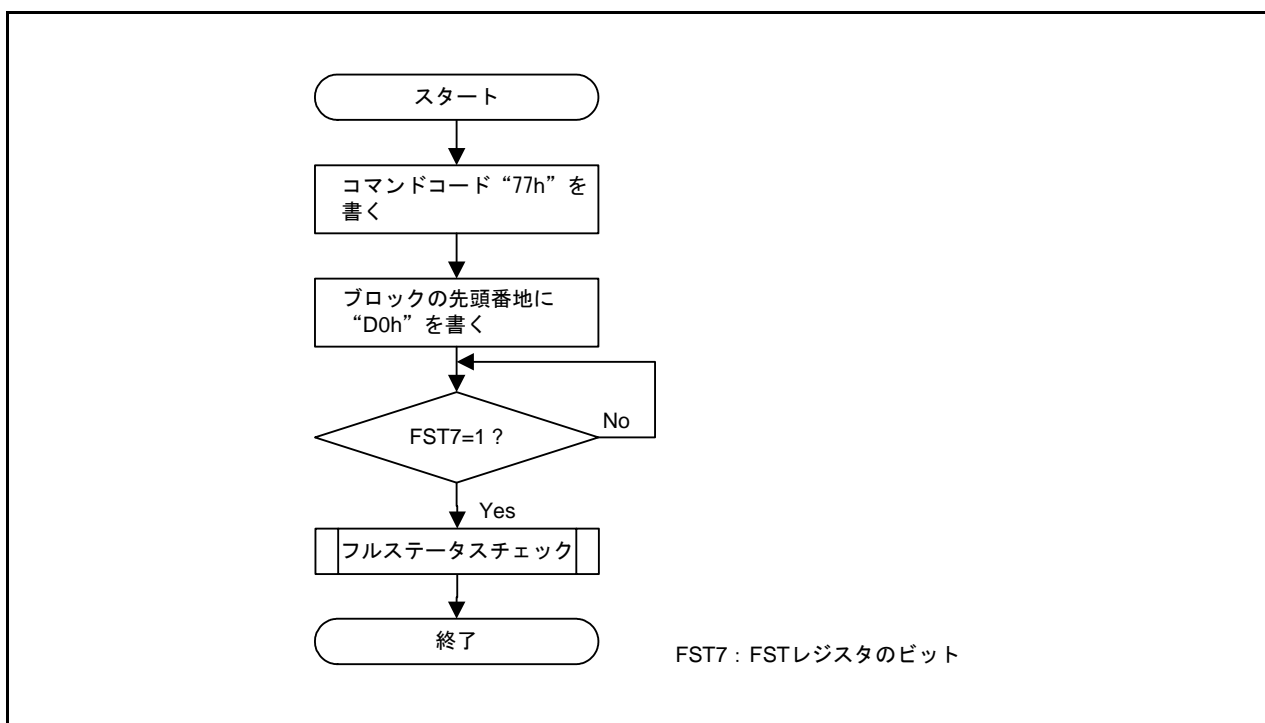 スタート
コマンドコード“77h”を
書く
ブロックの先頭番地に
“D0h”を書く
FST7=1 ?
No
Yes
フルステータスチェック
終了
FST7 : FSTレジスタのビット